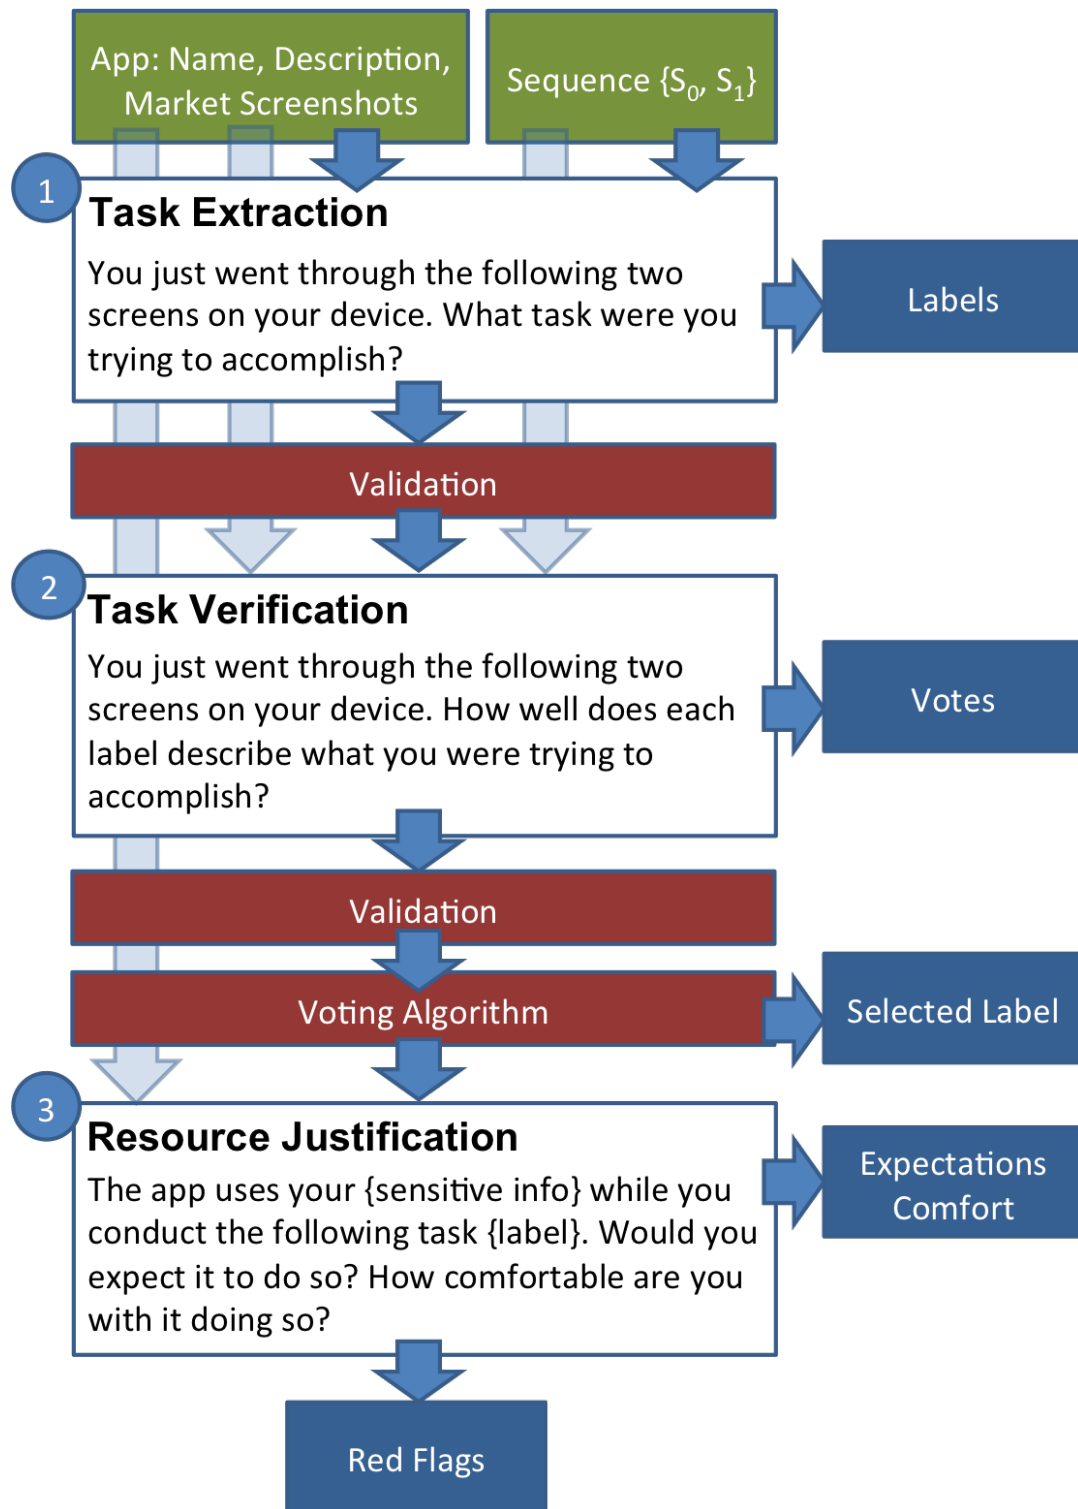 App: Name, Description,
Market Screenshots
Sequence {S0, S1}
1
Task Extraction
You just went through the following two
screens on your device. What task were you
trying to accomplish?
Labels
Validation
2
Task Verification
You just went through the following two
screens on your device. How well does each
label describe what you were trying to
accomplish?
Votes
Validation
Voting Algorithm
Selected Label
3
Resource Justification
The app uses your {sensitive info} while you
conduct the following task {label}. Would you
expect it to do so? How comfortable are you
with it doing so?
Expectations
Comfort
Red Flags